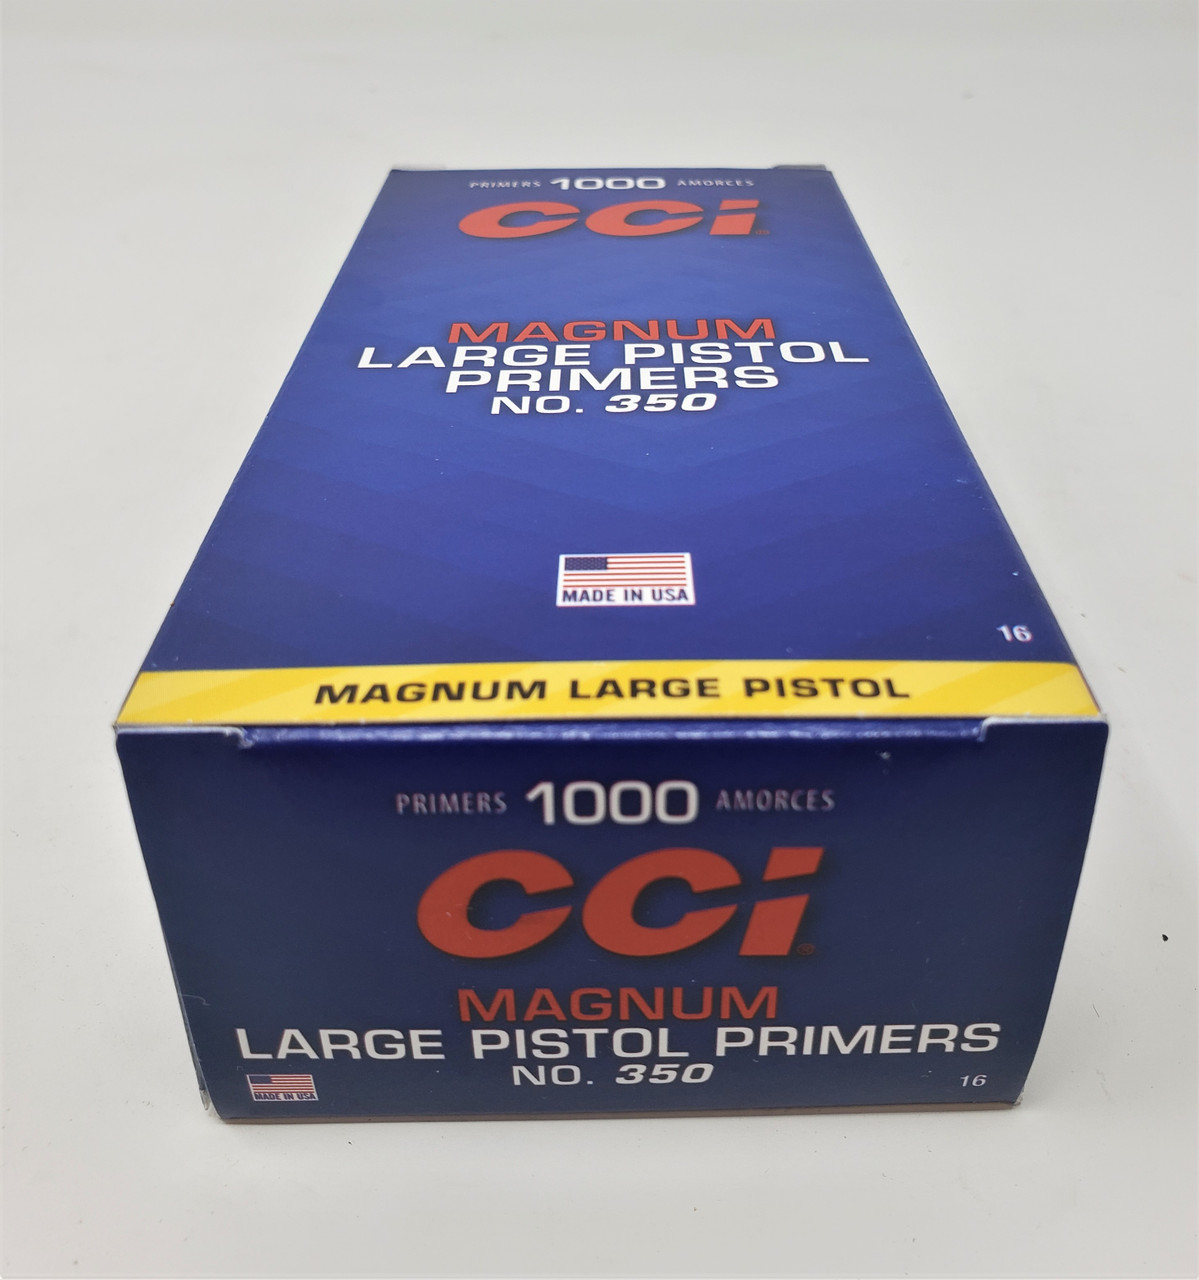 PRIMERS 1000 AMORCES
CCi®
MAGNUM
LARGE PISTOL
PRIMERS
NO. 350
MADE IN USA
16
MAGNUM LARGE PISTOL
PRIMERS 1000 AMORCES
CCi®
MAGNUM
LARGE PISTOL PRIMERS
NO. 350
MADE IN USA
16